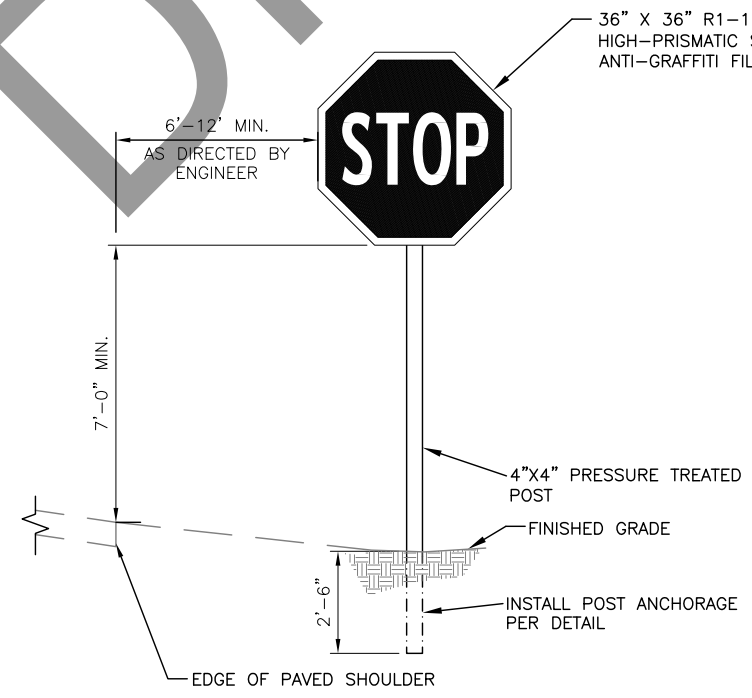 36" X 36" R1-1
HIGH-PRISMATIC
ANTI-GRAFFITI
6'-12' MIN.
AS DIRECTED BY
ENGINEER
STOP
7'-0" MIN.
4"X4" PRESSURE TREATED
POST
FINISHED GRADE
2'-6"
INSTALL POST ANCHORAGE
PER DETAIL
EDGE OF PAVED SHOULDER